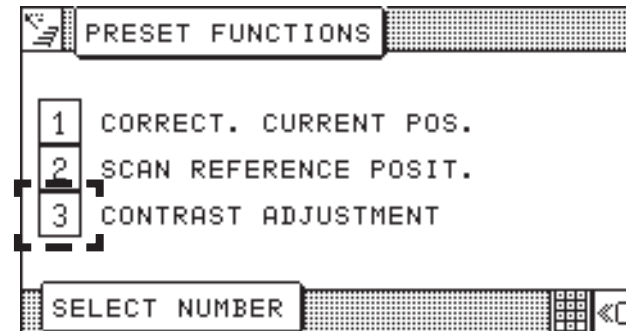 PRESET FUNCTIONS
1 CORRECT. CURRENT POS.
2 SCAN REFERENCE POSIT.
3 CONTRAST ADJUSTMENT
SELECT NUMBER